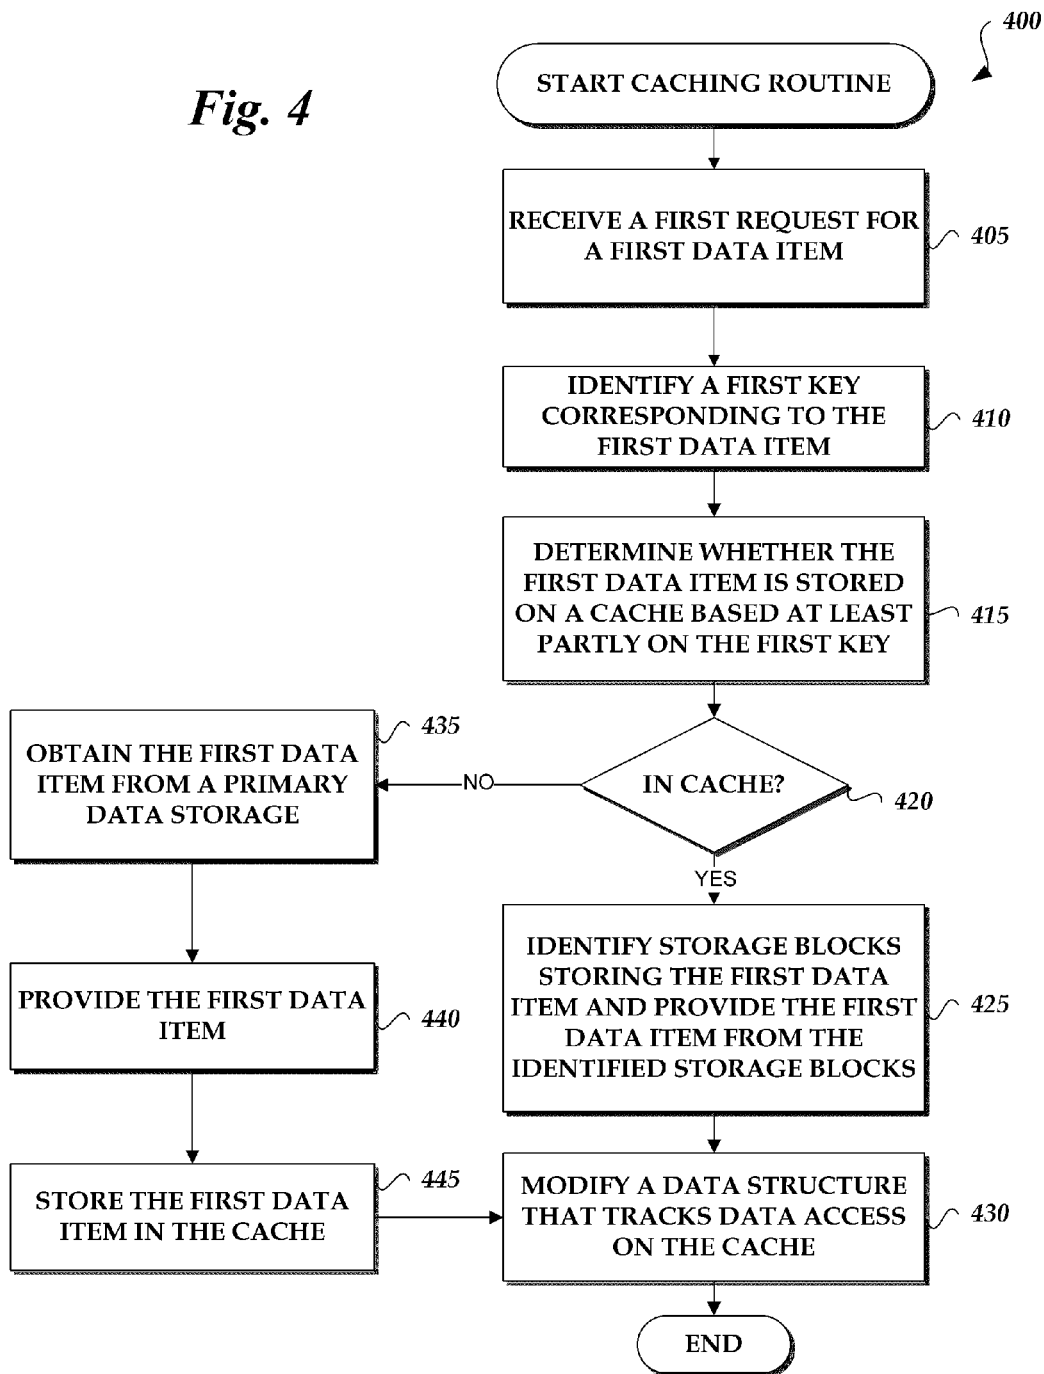 400
Fig. 4
START CACHING ROUTINE
RECEIVE A FIRST REQUEST FOR
A FIRST DATA ITEM
405
IDENTIFY A FIRST KEY
CORRESPONDING TO THE
FIRST DATA ITEM
410
DETERMINE WHETHER THE
FIRST DATA ITEM IS STORED
ON A CACHE BASED AT LEAST
PARTLY ON THE FIRST KEY
415
IN CACHE?
420
NO
YES
OBTAIN THE FIRST DATA
ITEM FROM A PRIMARY
DATA STORAGE
435
PROVIDE THE FIRST DATA
ITEM
440
STORE THE FIRST DATA
ITEM IN THE CACHE
445
IDENTIFY STORAGE BLOCKS
STORING THE FIRST DATA
ITEM AND PROVIDE THE FIRST
DATA ITEM FROM THE
IDENTIFIED STORAGE BLOCKS
425
MODIFY A DATA STRUCTURE
THAT TRACKS DATA ACCESS
ON THE CACHE
430
END